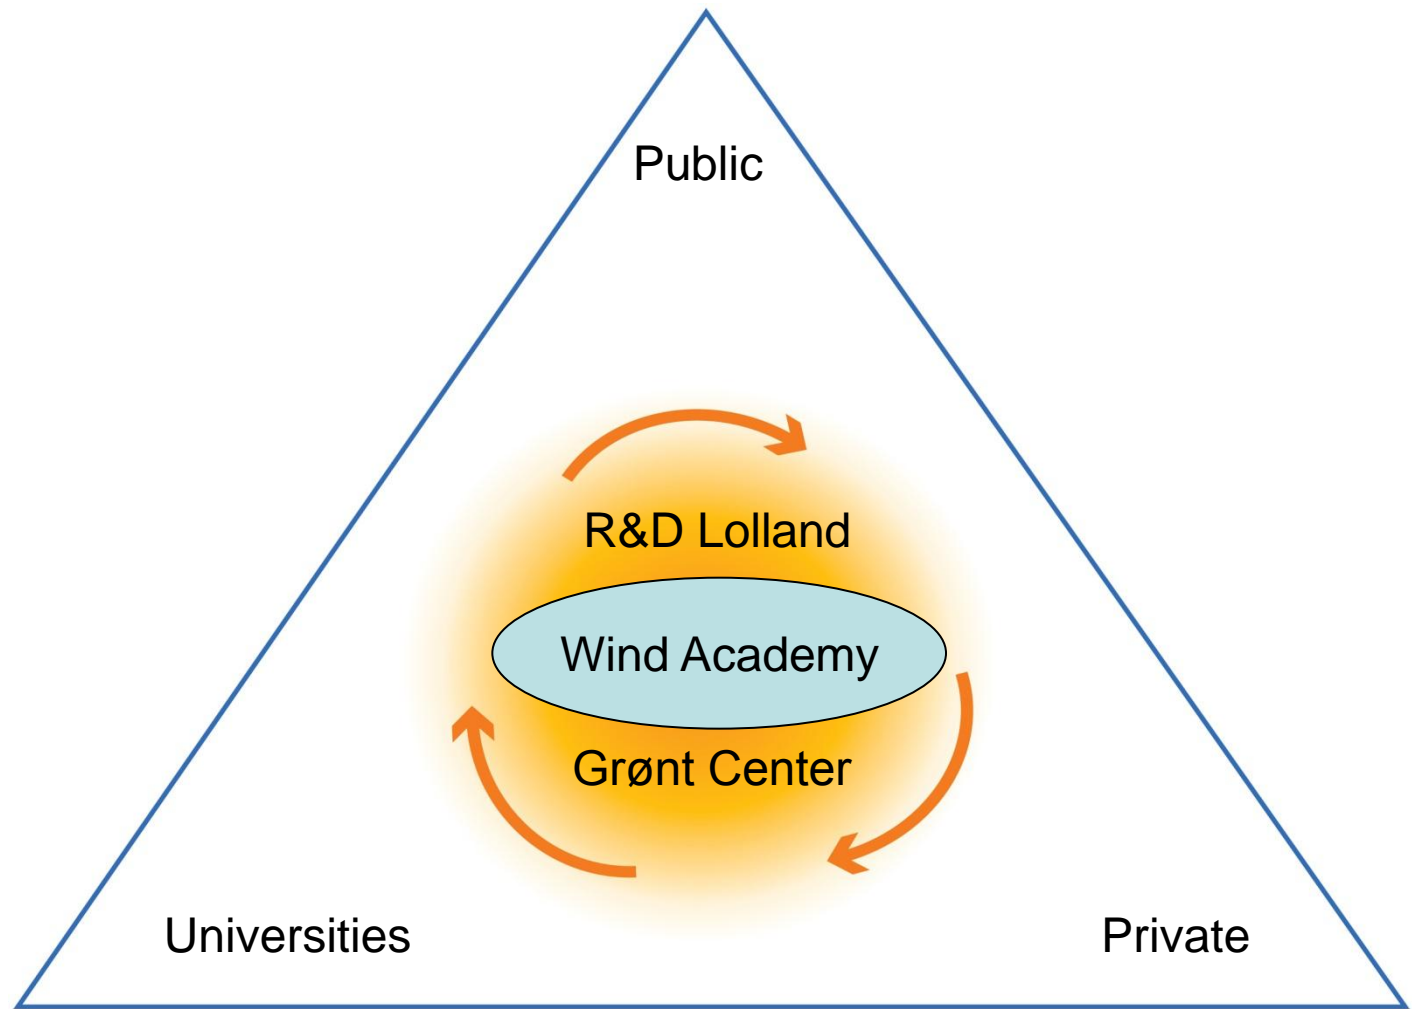 Public
R&D Lolland
Wind Academy
Grønt Center
Universities
Private